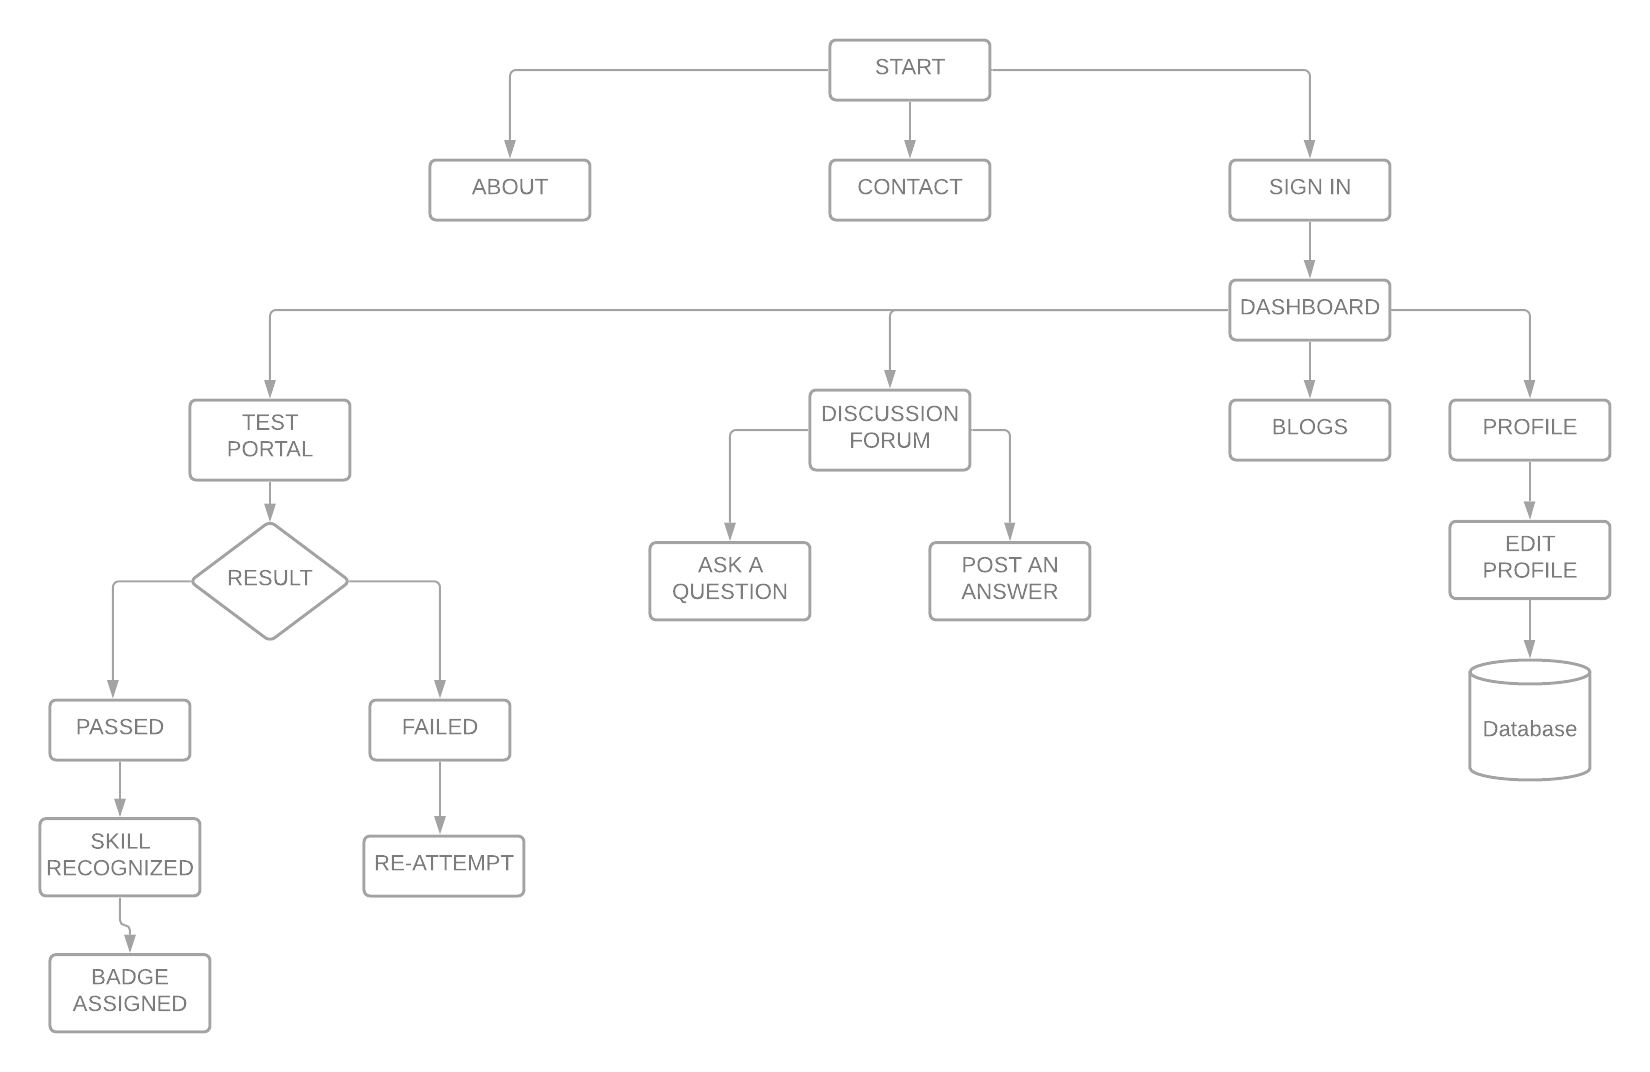 START
ABOUT
CONTACT
SIGN IN
DASHBOARD
TEST
PORTAL
DISCUSSION
FORUM
BLOGS
PROFILE
RESULT
ASK A
QUESTION
POST AN
ANSWER
EDIT
PROFILE
PASSED
FAILED
Database
SKILL
RECOGNIZED
RE-ATTEMPT
BADGE
ASSIGNED